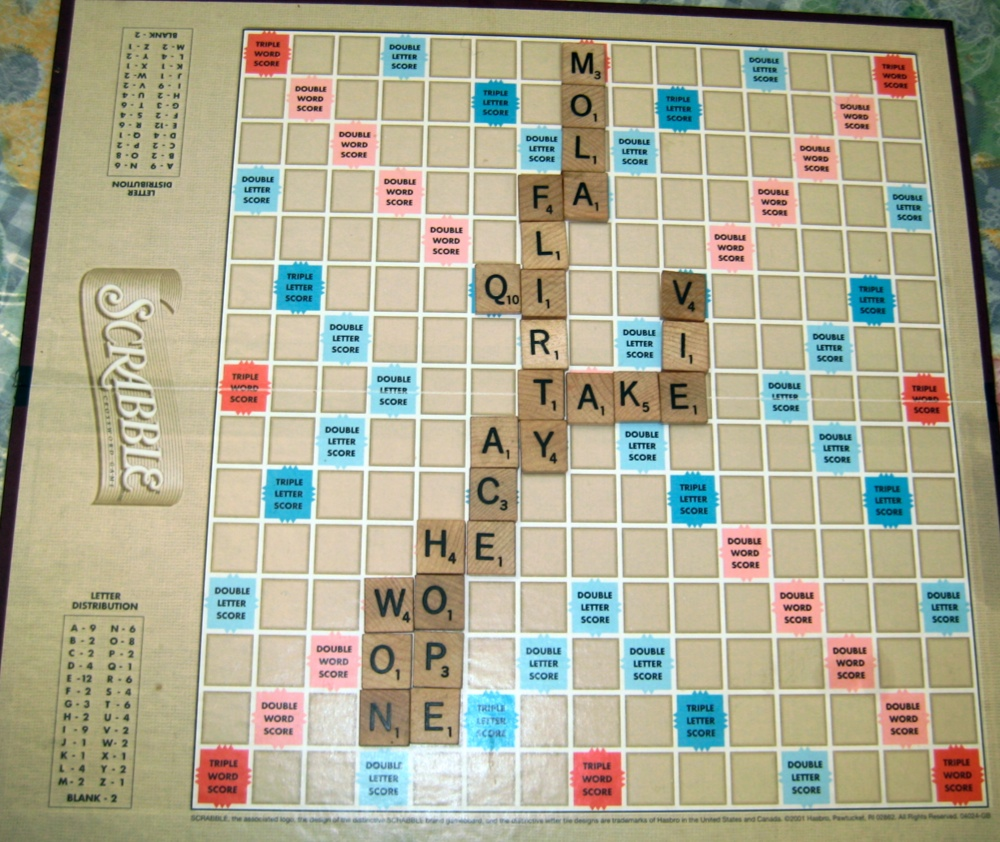 LETTER
DISTRIBUTION
A-9 N-6
B-2 O-8
C-2 P-2
D-4 Q-1
E-12 R-6
F-2 S-4
G-3 T-6
H-2 U-4
I-9 V-2
J-1 W-2
K-1 X-1
L-4 Y-2
M-2 Z-1
BLANK-2
SCRABBLE
CROSSWORD GAME
LETTER
DISTRIBUTION
A-9 N-6
B-2 O-8
C-2 P-2
D-4 Q-1
E-12 R-6
F-2 S-4
G-3 T-6
H-2 U-4
I-9 V-2
J-1 W-2
K-1 X-1
L-4 Y-2
M-2 Z-1
BLANK-2
TRIPLE WORD SCORE DOUBLE LETTER SCORE M3 DOUBLE LETTER SCORE TRIPLE WORD SCORE
DOUBLE WORD SCORE TRIPLE LETTER SCORE O1 TRIPLE LETTER SCORE DOUBLE WORD SCORE
DOUBLE WORD SCORE DOUBLE LETTER SCORE L1 DOUBLE LETTER SCORE DOUBLE WORD SCORE
DOUBLE LETTER SCORE DOUBLE WORD SCORE F4 A1 DOUBLE WORD SCORE DOUBLE LETTER SCORE
DOUBLE WORD SCORE L1 DOUBLE WORD SCORE
TRIPLE LETTER SCORE Q10 I1 V4 TRIPLE LETTER SCORE
DOUBLE LETTER SCORE R1 DOUBLE LETTER SCORE I1 DOUBLE LETTER SCORE
TRIPLE WORD SCORE DOUBLE LETTER SCORE T1 A1 K5 E1 DOUBLE LETTER SCORE TRIPLE WORD SCORE
DOUBLE LETTER SCORE A1 Y4 DOUBLE LETTER SCORE DOUBLE LETTER SCORE
TRIPLE LETTER SCORE C3 TRIPLE LETTER SCORE TRIPLE LETTER SCORE
H4 E1 DOUBLE WORD SCORE
DOUBLE LETTER SCORE W4 O1 DOUBLE LETTER SCORE DOUBLE WORD SCORE DOUBLE LETTER SCORE
DOUBLE WORD SCORE O1 P3 DOUBLE LETTER SCORE DOUBLE LETTER SCORE DOUBLE WORD SCORE
DOUBLE WORD SCORE N1 E1 TRIPLE LETTER SCORE TRIPLE LETTER SCORE DOUBLE WORD SCORE
TRIPLE WORD SCORE DOUBLE LETTER SCORE TRIPLE WORD SCORE DOUBLE LETTER SCORE TRIPLE WORD SCORE
SCRABBLE, the associated logo, the design of the distinctive SCRABBLE brand gameboard, and the distinctive letter tile designs are trademarks of Hasbro in the United States and Canada. ©2001 Hasbro, Pawtucket, RI 02862. All Rights Reserved.